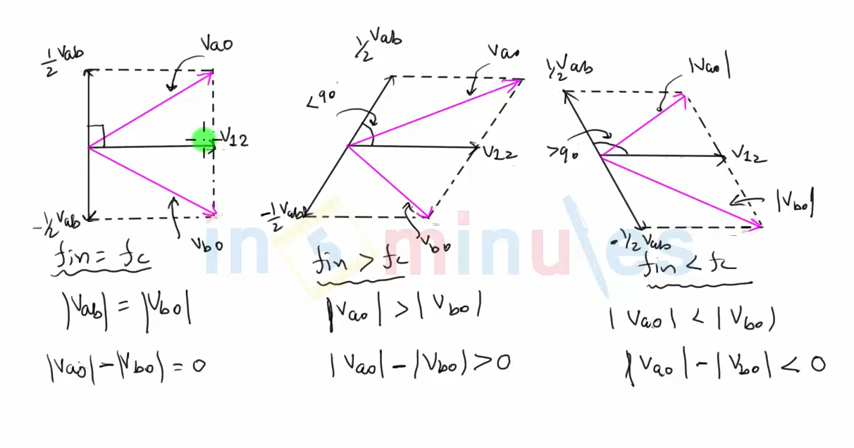 ½ Vab
Vao
V12
-½ Vab
Vbo
fin = fc
|Vab| = |Vbo|
|Vao| - |Vbo| = 0
½ Vab
Vao
<90
V12
-½ Vab
Vbo
fin > fc
|Vao| > |Vbo|
|Vao| - |Vbo| > 0
½ Vab
|Vao|
>90
V12
|Vbo|
-½ Vab
fin < fc
|Vao| < |Vbo|
|Vao| - |Vbo| < 0
in 5 minutes